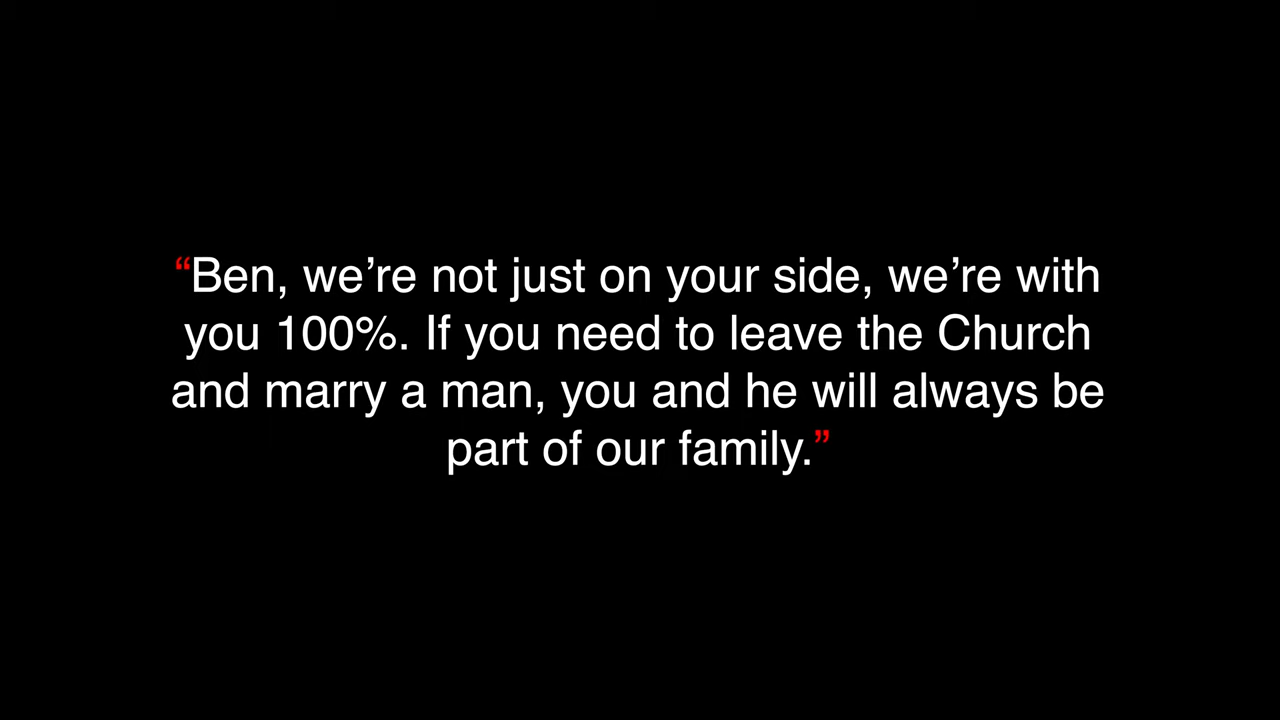 “Ben, we’re not just on your side, we’re with
you 100%. If you need to leave the Church
and marry a man, you and he will always be
part of our family.”